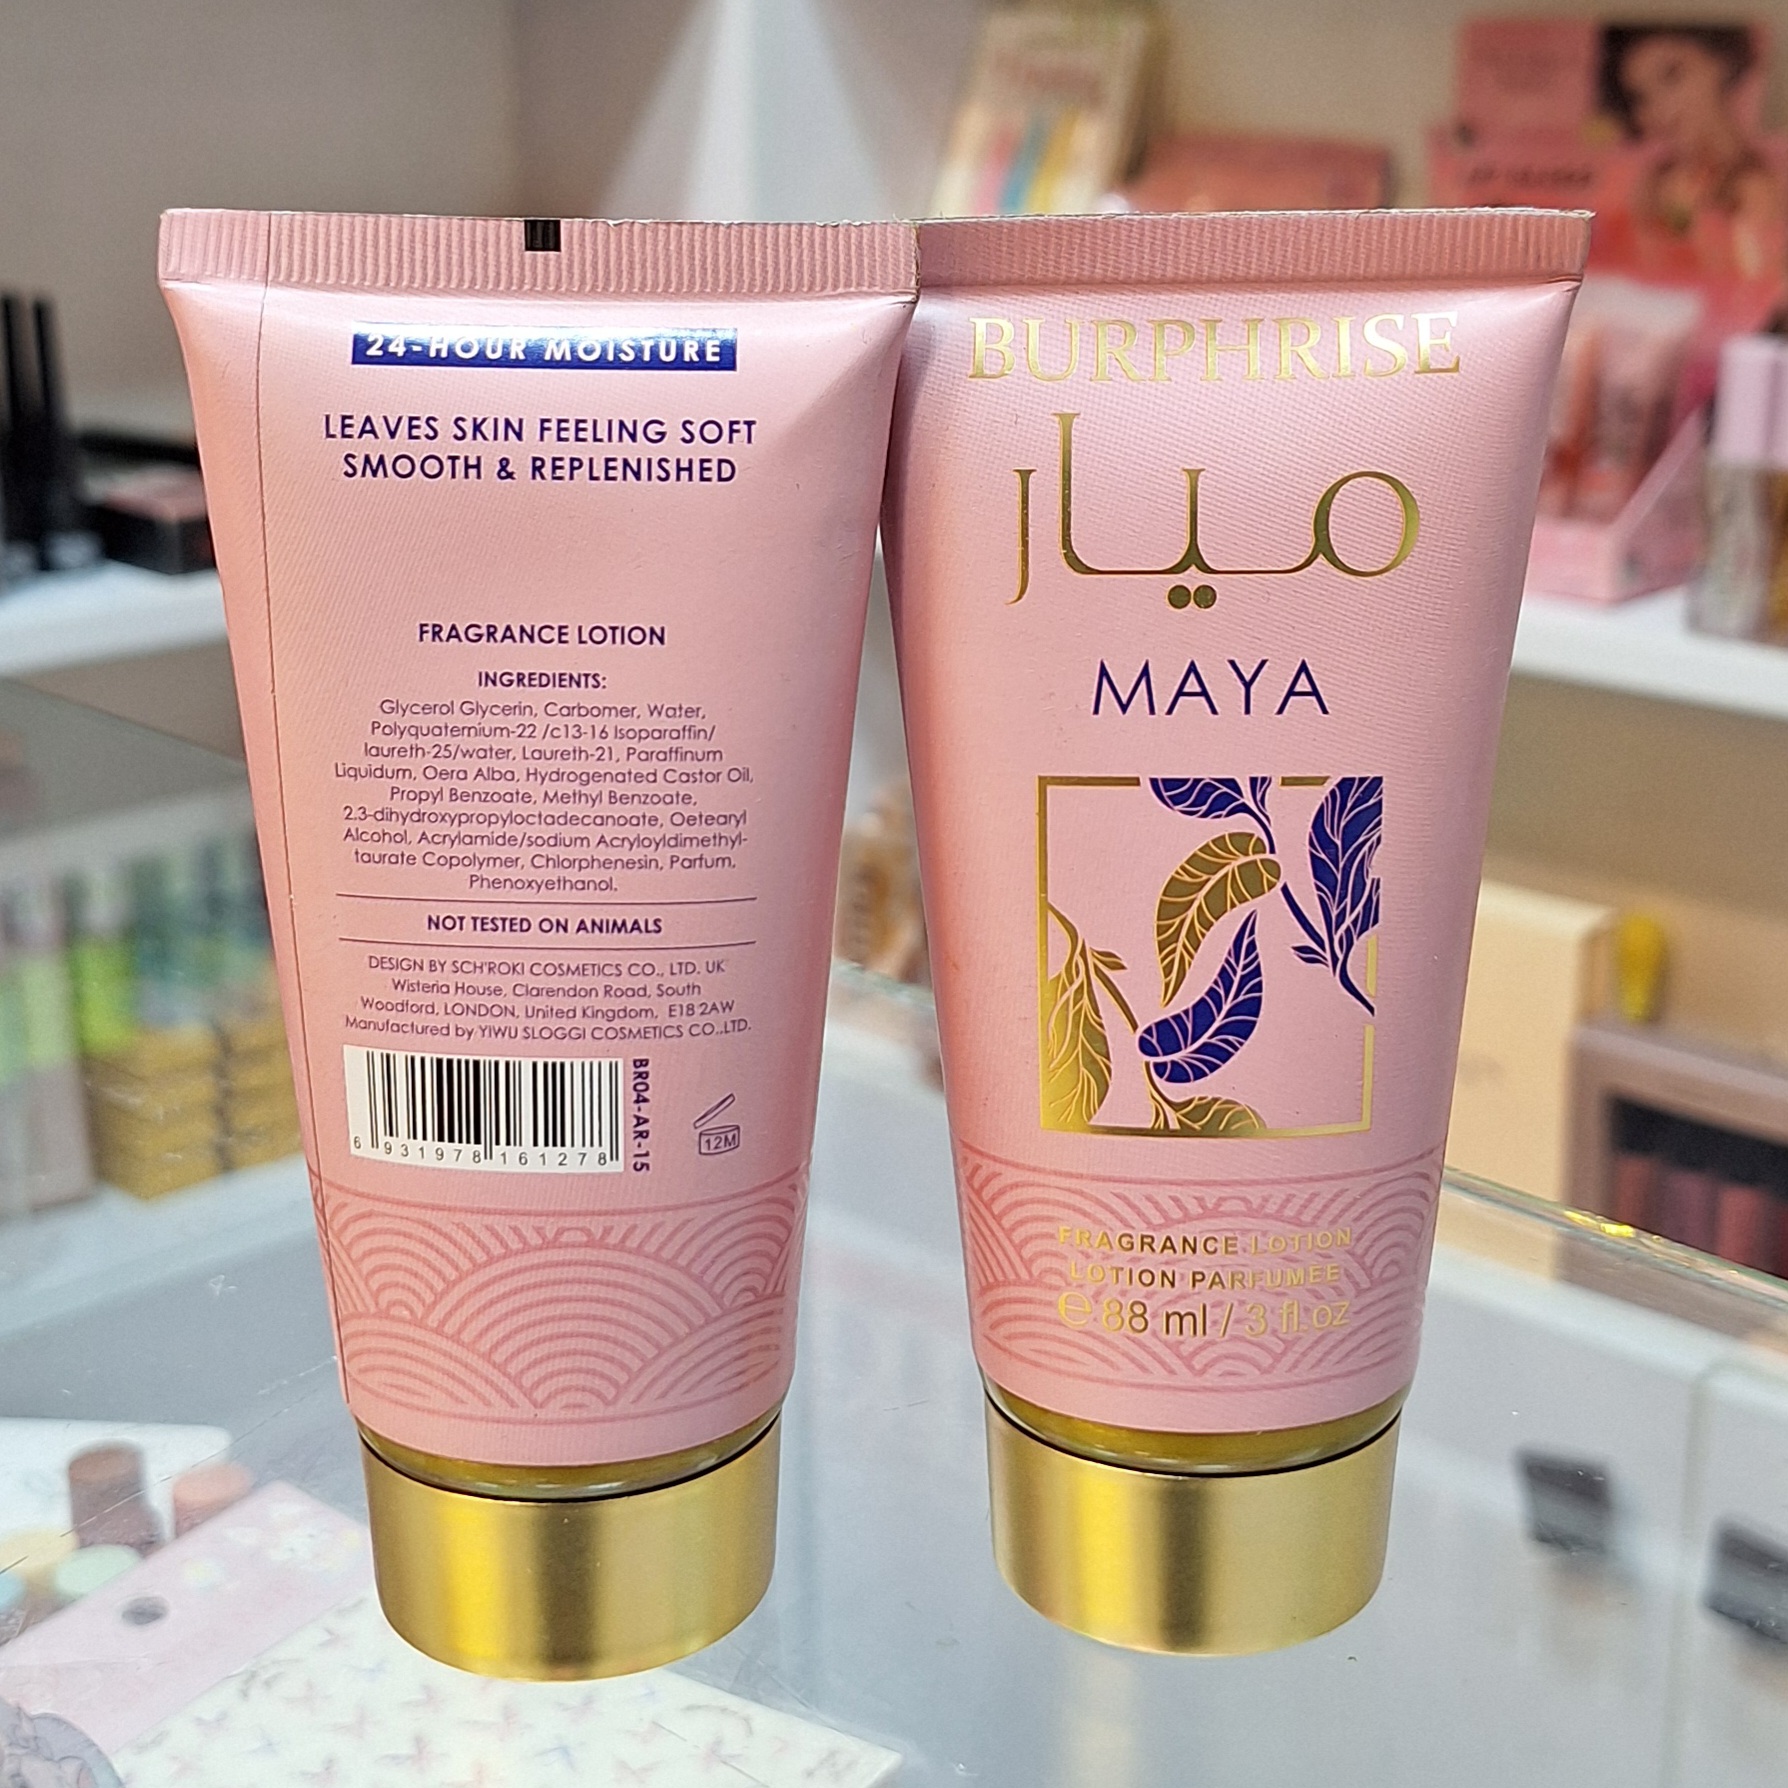 24-HOUR MOISTURE
LEAVES SKIN FEELING SOFT
SMOOTH & REPLENISHED
FRAGRANCE LOTION
INGREDIENTS:
Glycerol Glycerin, Carbomer, Water,
Polyquaternium-22 /c13-16 Isoparaffin/
laureth-25/water, Laureth-21, Paraffinum
Liquidum, Oera Alba, Hydrogenated Castor Oil,
Propyl Benzoate, Methyl Benzoate,
2.3-dihydroxypropyloctadecanoate, Oetearyl
Alcohol, Acrylamide/sodium Acryloyldimethyl-
taurate Copolymer, Chlorphenesin, Parfum,
Phenoxyethanol.
NOT TESTED ON ANIMALS
DESIGN BY SCH'ROKI COSMETICS CO., LTD. UK
Wisteria House, Clarendon Road, South
Woodford, LONDON, United Kingdom, E18 2AW
Manufactured by YIWU SLOGGI COSMETICS CO.,LTD.
6 931978 161278
BR04-AR-15
12M
BURPHRISE
ميار
MAYA
FRAGRANCE LOTION
LOTION PARFUMÉE
e 88 ml / 3 fl.oz